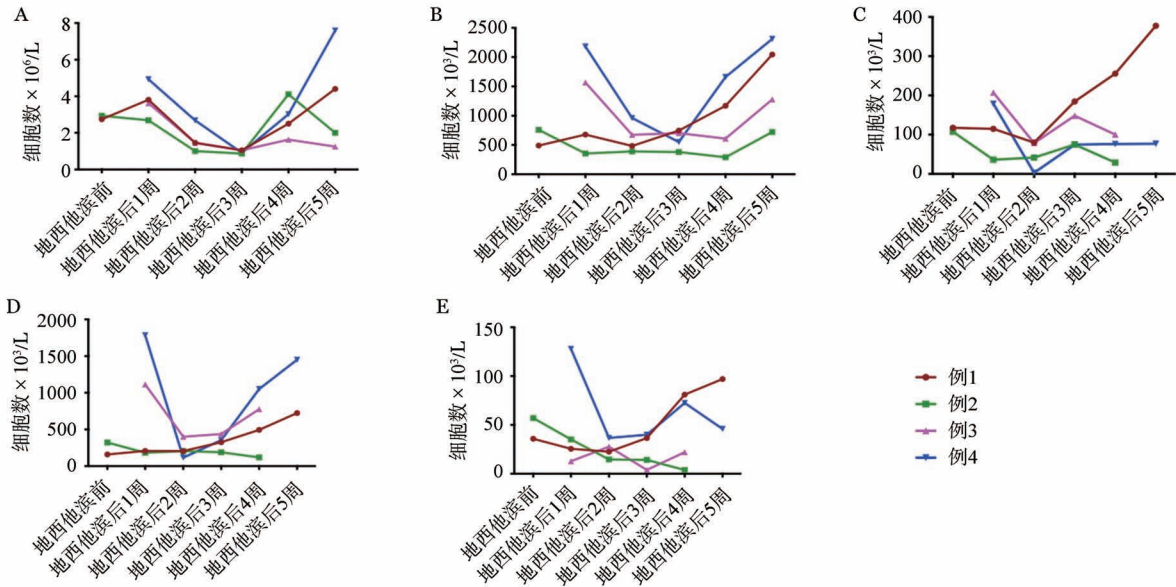 A
细胞数 × 10⁶/L
8
6
4
2
0
地西他滨前
地西他滨后1周
地西他滨后2周
地西他滨后3周
地西他滨后4周
地西他滨后5周
B
细胞数 × 10³/L
2500
2000
1500
1000
500
0
地西他滨前
地西他滨后1周
地西他滨后2周
地西他滨后3周
地西他滨后4周
地西他滨后5周
C
细胞数 × 10³/L
400
300
200
100
0
地西他滨前
地西他滨后1周
地西他滨后2周
地西他滨后3周
地西他滨后4周
地西他滨后5周
D
细胞数 × 10³/L
2000
1500
1000
500
0
地西他滨前
地西他滨后1周
地西他滨后2周
地西他滨后3周
地西他滨后4周
地西他滨后5周
E
细胞数 × 10³/L
150
100
50
0
地西他滨前
地西他滨后1周
地西他滨后2周
地西他滨后3周
地西他滨后4周
地西他滨后5周
例1
例2
例3
例4